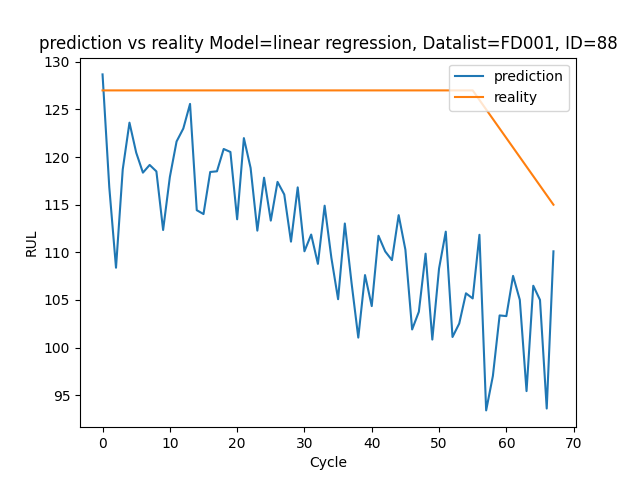 prediction vs reality Model=linear regression, Datalist=FD001, ID=88
prediction
reality
RUL
130
125
120
115
110
105
100
95
0 10 20 30 40 50 60 70
Cycle